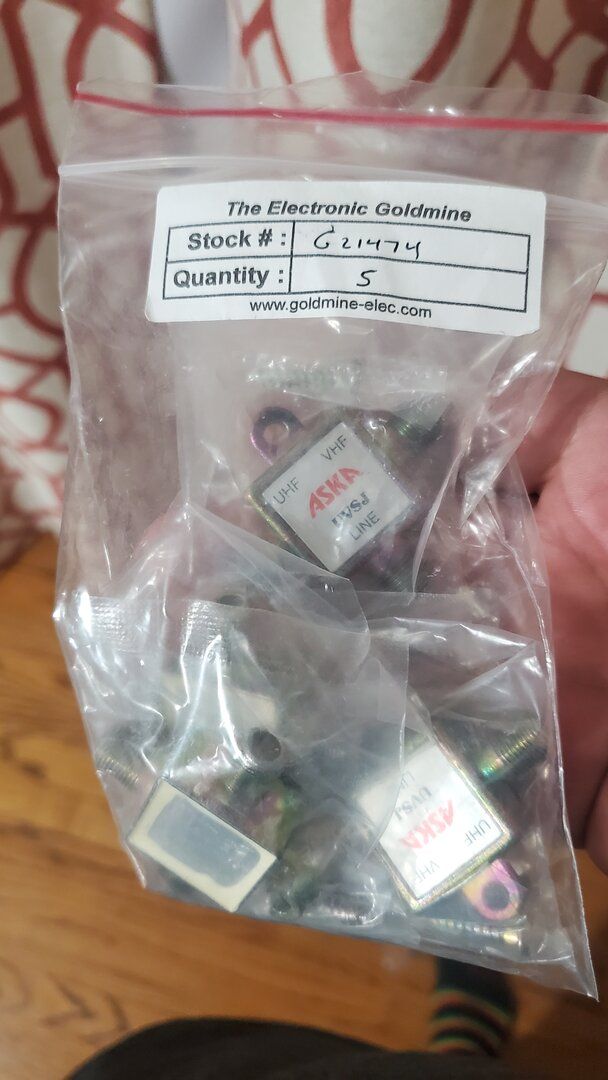 The Electronic Goldmine
Stock # : G21474
Quantity : 5
www.goldmine-elec.com
UHF VHF
ASKA
UVSJ
LINE
UVSJ
ASKA
UHF
VHF